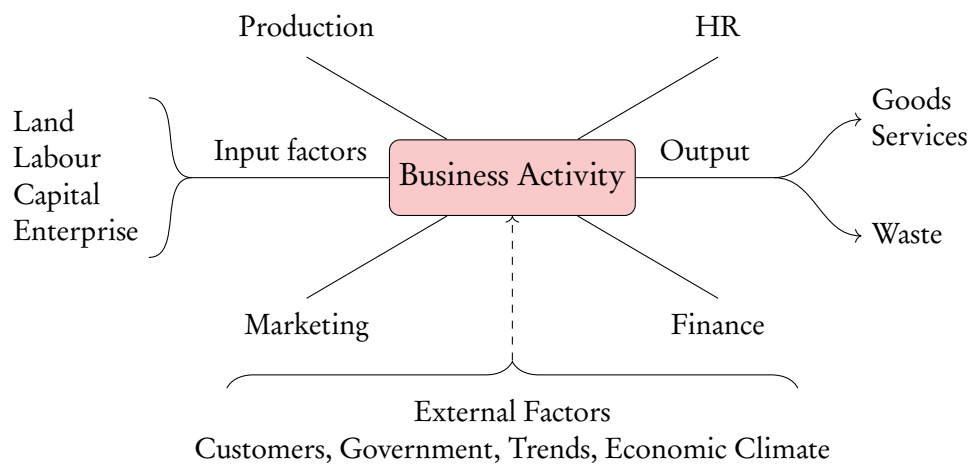 Production
HR
Land
Labour
Capital
Enterprise
Input factors
Business Activity
Output
Goods
Services
Waste
Marketing
Finance
External Factors
Customers, Government, Trends, Economic Climate